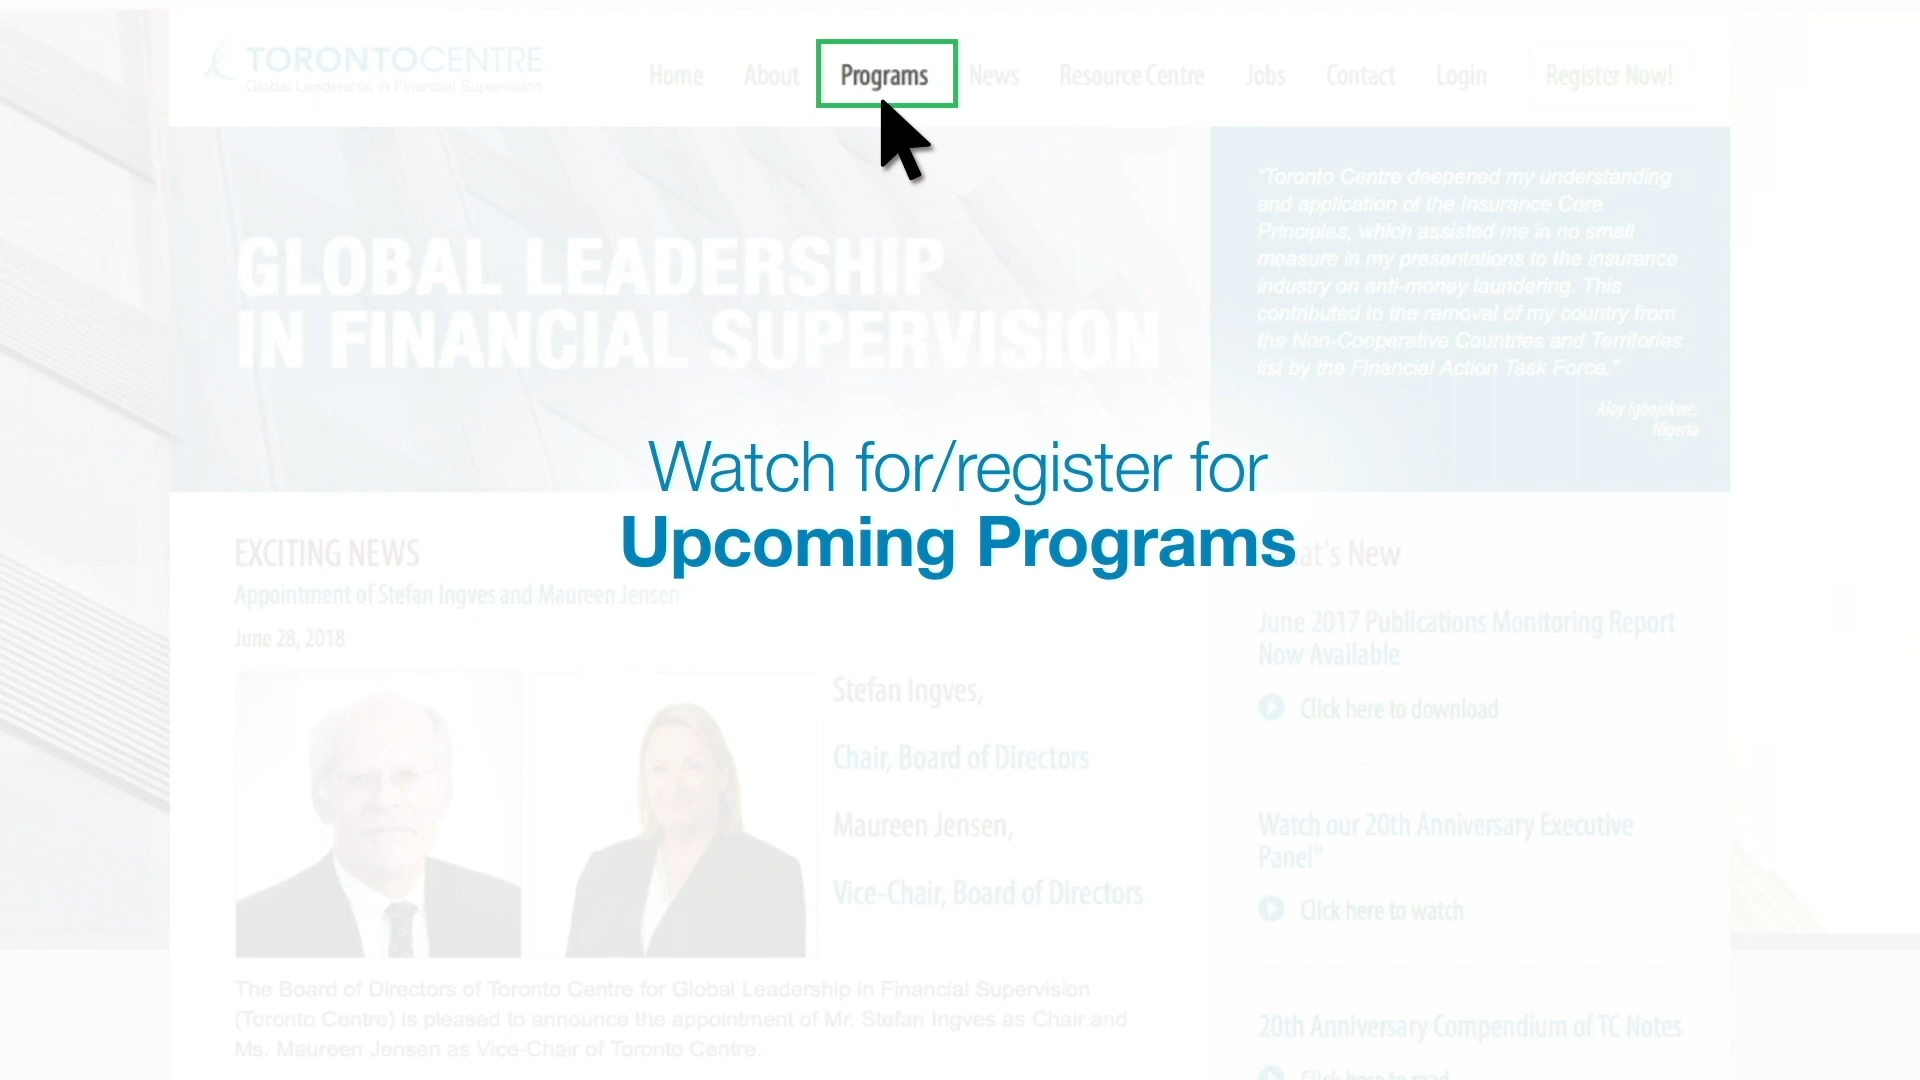 TORONTOCENTRE
Global Leadership in Financial Supervision
Home About Programs News Resource Centre Jobs Contact Login Register Now!
GLOBAL LEADERSHIP
IN FINANCIAL SUPERVISION
"Toronto Centre deepened my understanding
and application of the Insurance Core
Principles, which assisted me in no small
measure in my presentations to the insurance
industry on anti-money laundering. This
contributed to the removal of my country from
the Non-Cooperative Countries and Territories
list by the Financial Action Task Force."
Nigeria
Watch for/register for
Upcoming Programs
EXCITING NEWS
Appointment of Stefan Ingves and Maureen Jensen
June 28, 2018
Stefan Ingves,
Chair, Board of Directors
Maureen Jensen,
Vice-Chair, Board of Directors
The Board of Directors of Toronto Centre for Global Leadership in Financial Supervision
(Toronto Centre) is pleased to announce the appointment of Mr. Stefan Ingves as Chair and
Ms. Maureen Jensen as Vice-Chair of Toronto Centre.
at's New
June 2017 Publications Monitoring Report
Now Available
Click here to download
Watch our 20th Anniversary Executive
Panel"
Click here to watch
20th Anniversary Compendium of TC Notes
Click here to read